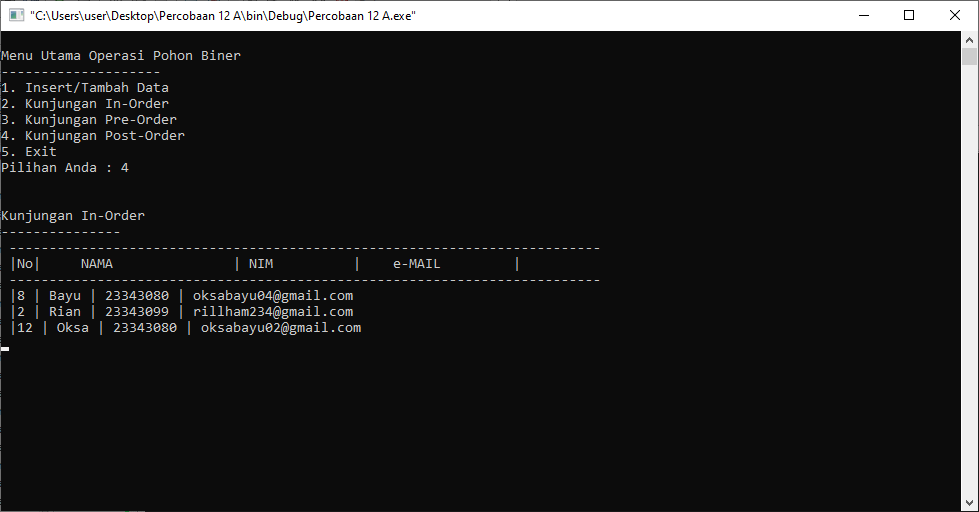 "C:\Users\user\Desktop\Percobaan 12 A\bin\Debug\Percobaan 12 A.exe"
Menu Utama Operasi Pohon Biner
--------------------
1. Insert/Tambah Data
2. Kunjungan In-Order
3. Kunjungan Pre-Order
4. Kunjungan Post-Order
5. Exit
Pilihan Anda : 4
Kunjungan In-Order
---------------
--------------------------------------------------------------------------
|No|     NAMA               | NIM          |    e-MAIL         |
--------------------------------------------------------------------------
|8 | Bayu | 23343080 | oksabayu04@gmail.com
|2 | Rian | 23343099 | rillham234@gmail.com
|12 | Oksa | 23343080 | oksabayu02@gmail.com